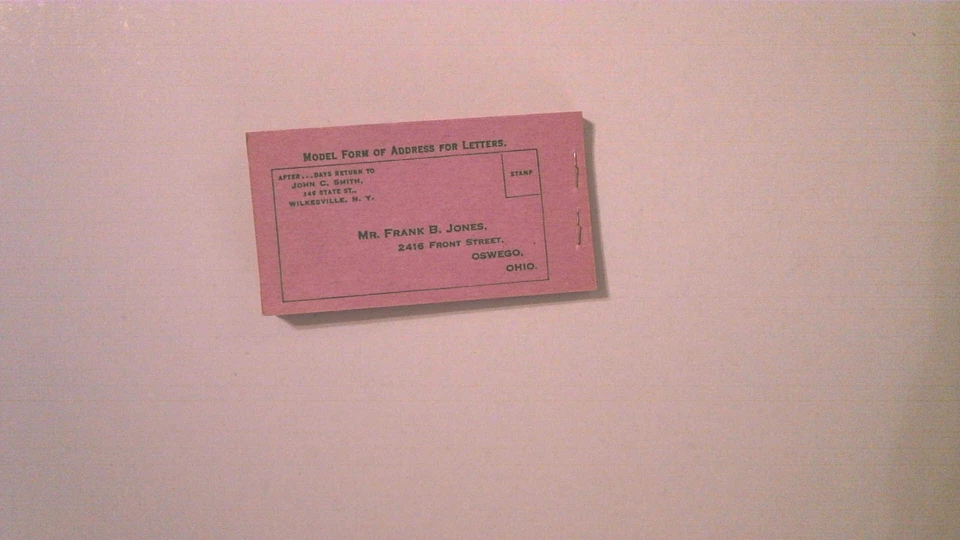 MODEL FORM OF ADDRESS FOR LETTERS.
AFTER...DAYS RETURN TO
JOHN C. SMITH,
146 STATE ST.,
WILKESVILLE, N. Y.
STAMP
MR. FRANK B. JONES,
2416 FRONT STREET,
OSWEGO,
OHIO.